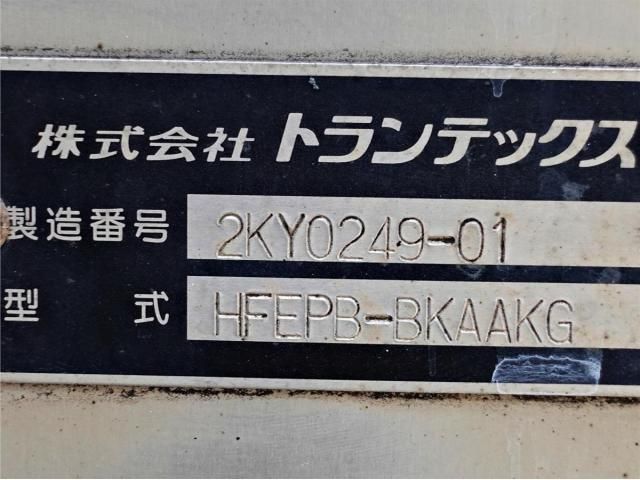 株式会社 トランテックス
製造番号 2KY0249-01
型 式 HFEPB-BKAAKG